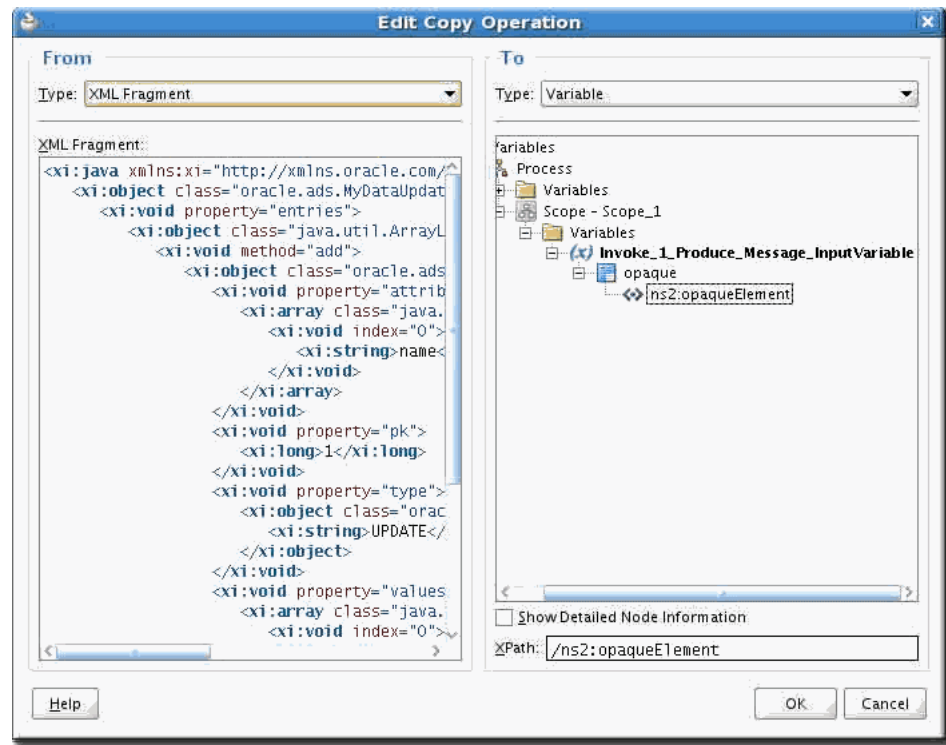 Edit Copy Operation
From
Type: XML Fragment
XML Fragment:
<xi:java xmlns:xi="http://xmlns.oracle.com/
<xi:object class="oracle.ads.MyDataUpdat
<xi:void property="entries">
<xi:object class="java.util.ArrayL
<xi:void method="add">
<xi:object class="oracle.ads
<xi:void property="attrib
<xi:array class="java.
<xi:void index="0">
<xi:string>name<
</xi:void>
</xi:array>
</xi:void>
<xi:void property="pk">
<xi:long>1</xi:long>
</xi:void>
<xi:void property="type">
<xi:object class="orac
<xi:string>UPDATE</
</xi:object>
</xi:void>
<xi:void property="values
<xi:array class="java.
<xi:void index="0">
To
Type: Variable
ariables
Process
Variables
Scope - Scope_1
Variables
(x) Invoke_1_Produce_Message_InputVariable
opaque
ns2:opaqueElement
Show Detailed Node Information
XPath: /ns2:opaqueElement
Help
OK
Cancel